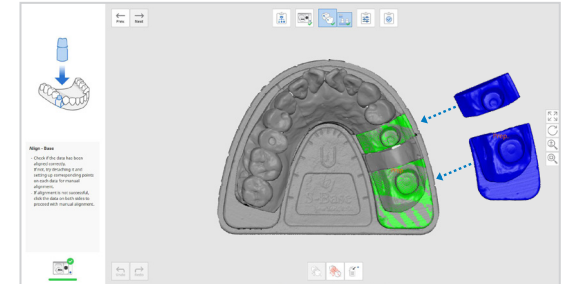 Prev
Next
Align - Base
- Check if the data has been
aligned correctly.
If not, try detaching it and
setting up corresponding points
on each data for manual
alignment.
If alignment is not successful,
click the data on both sides to
proceed with manual alignment.
U